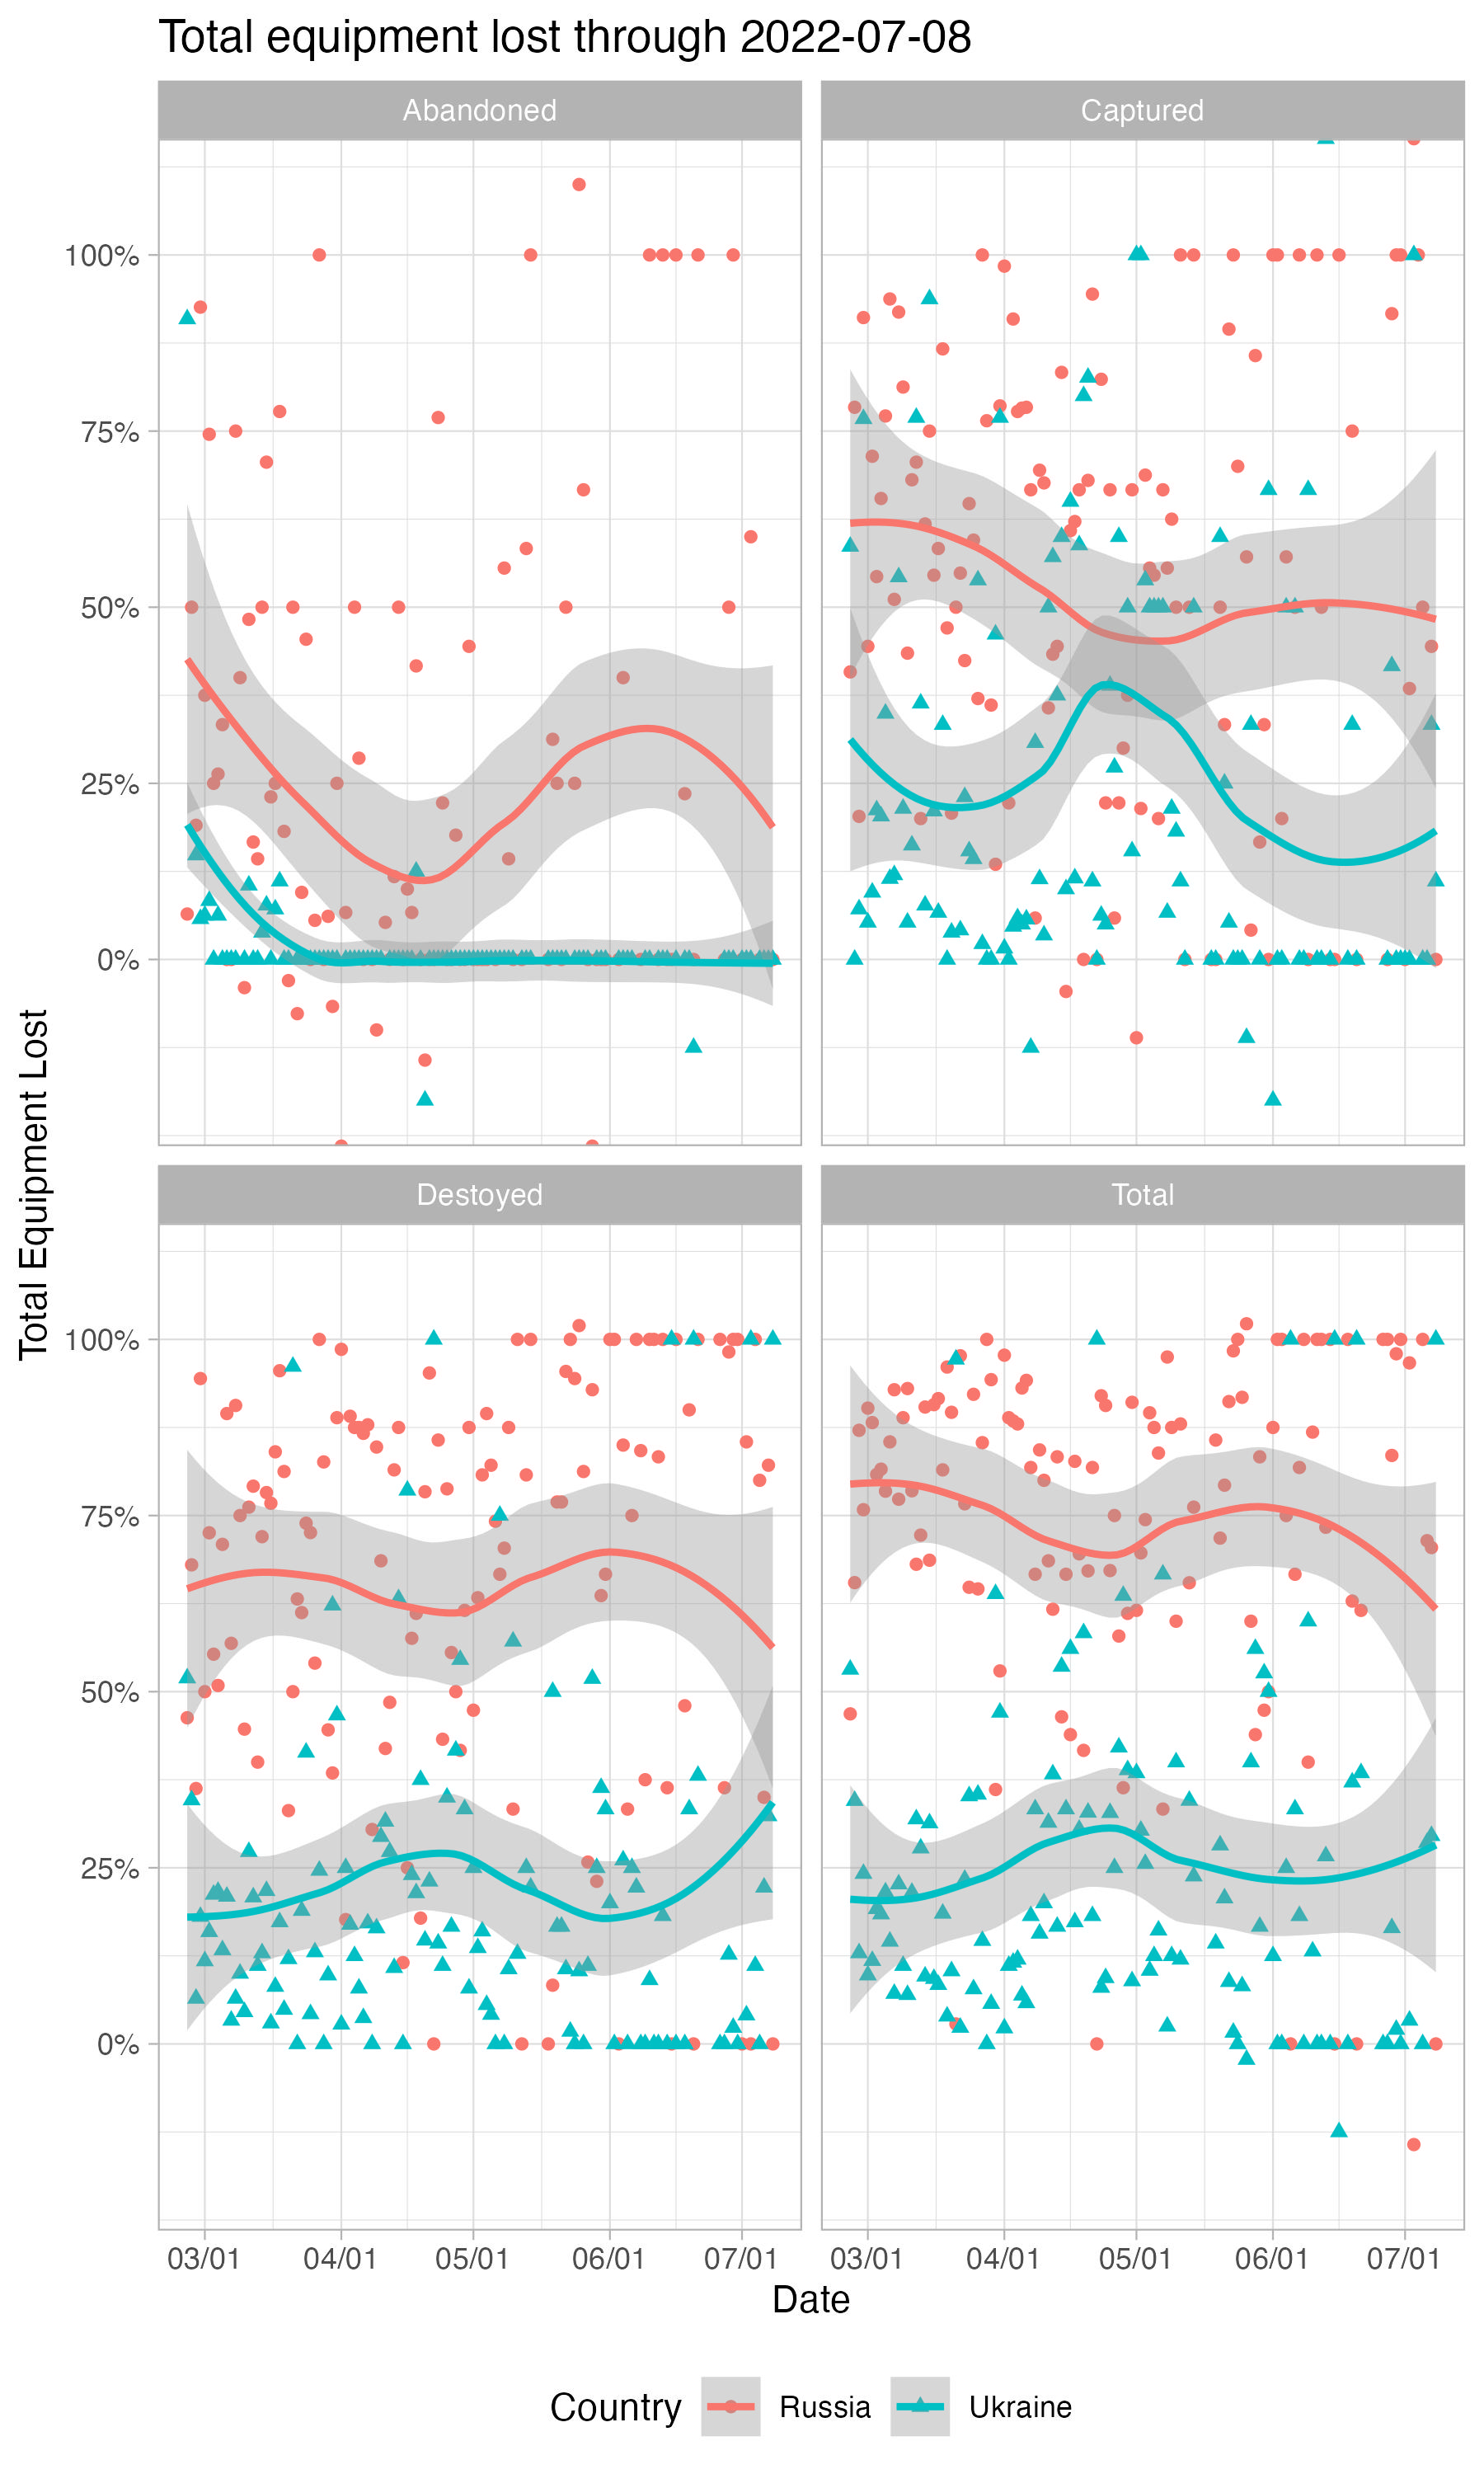 Total equipment lost through 2022-07-08
Abandoned
Captured
100%
75%
50%
25%
0%
Total Equipment Lost
Destoyed
Total
100%
75%
50%
25%
0%
03/01 04/01 05/01 06/01 07/01
03/01 04/01 05/01 06/01 07/01
Date
Country Russia Ukraine